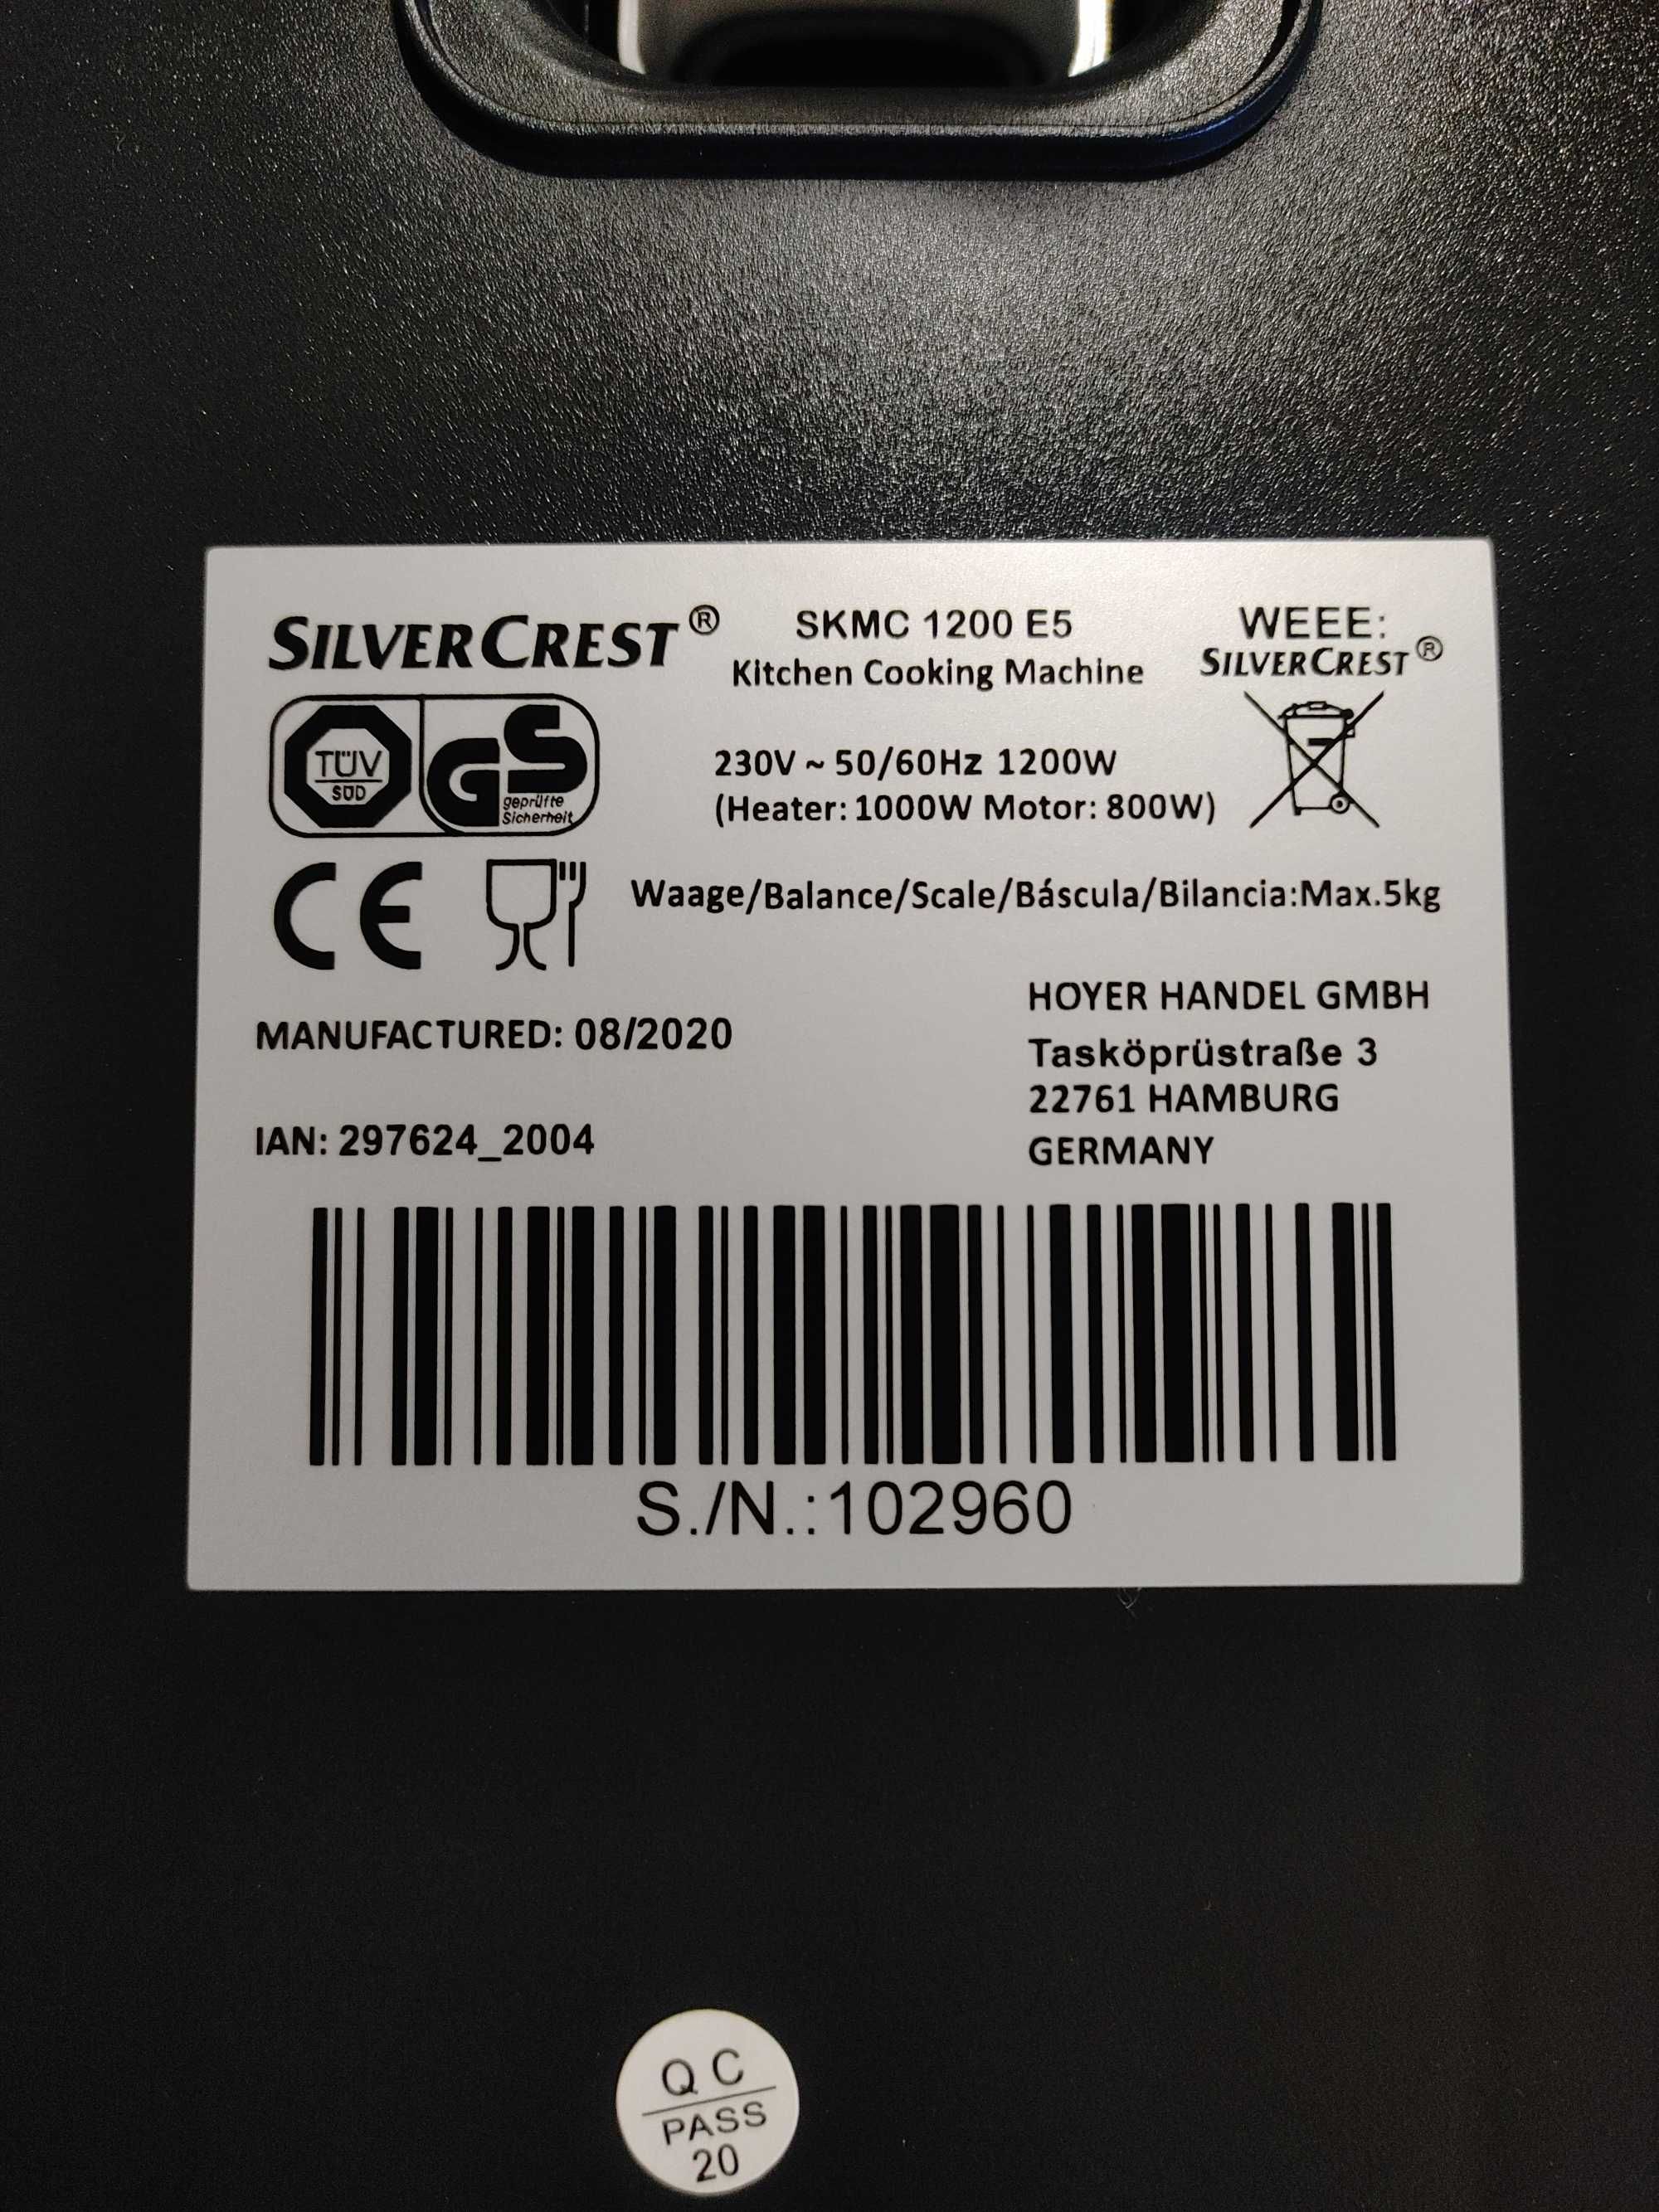 SILVERCREST®
SKMC 1200 E5
Kitchen Cooking Machine
WEEE:
SILVERCREST®
TÜV
SÜD
GS
geprüfte
Sicherheit
230V ~ 50/60Hz 1200W
(Heater: 1000W Motor: 800W)
CE
Waage/Balance/Scale/Báscula/Bilancia:Max.5kg
MANUFACTURED: 08/2020
IAN: 297624_2004
HOYER HANDEL GMBH
Tasköprüstraße 3
22761 HAMBURG
GERMANY
S./N.:102960
QC
PASS
20